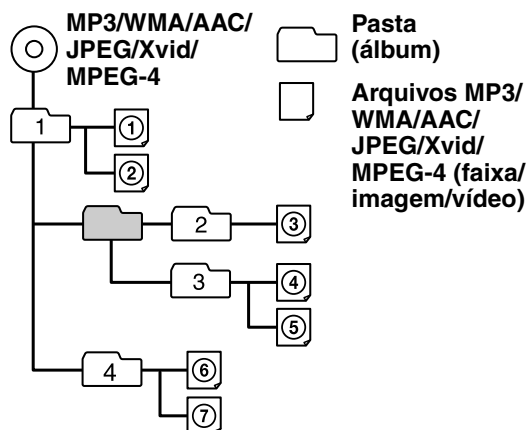 MP3/WMA/AAC/
JPEG/Xvid/
MPEG-4
Pasta
(álbum)
Arquivos MP3/
WMA/AAC/
JPEG/Xvid/
MPEG-4 (faixa/
imagem/vídeo)
1
①
②
2
③
3
④
⑤
4
⑥
⑦